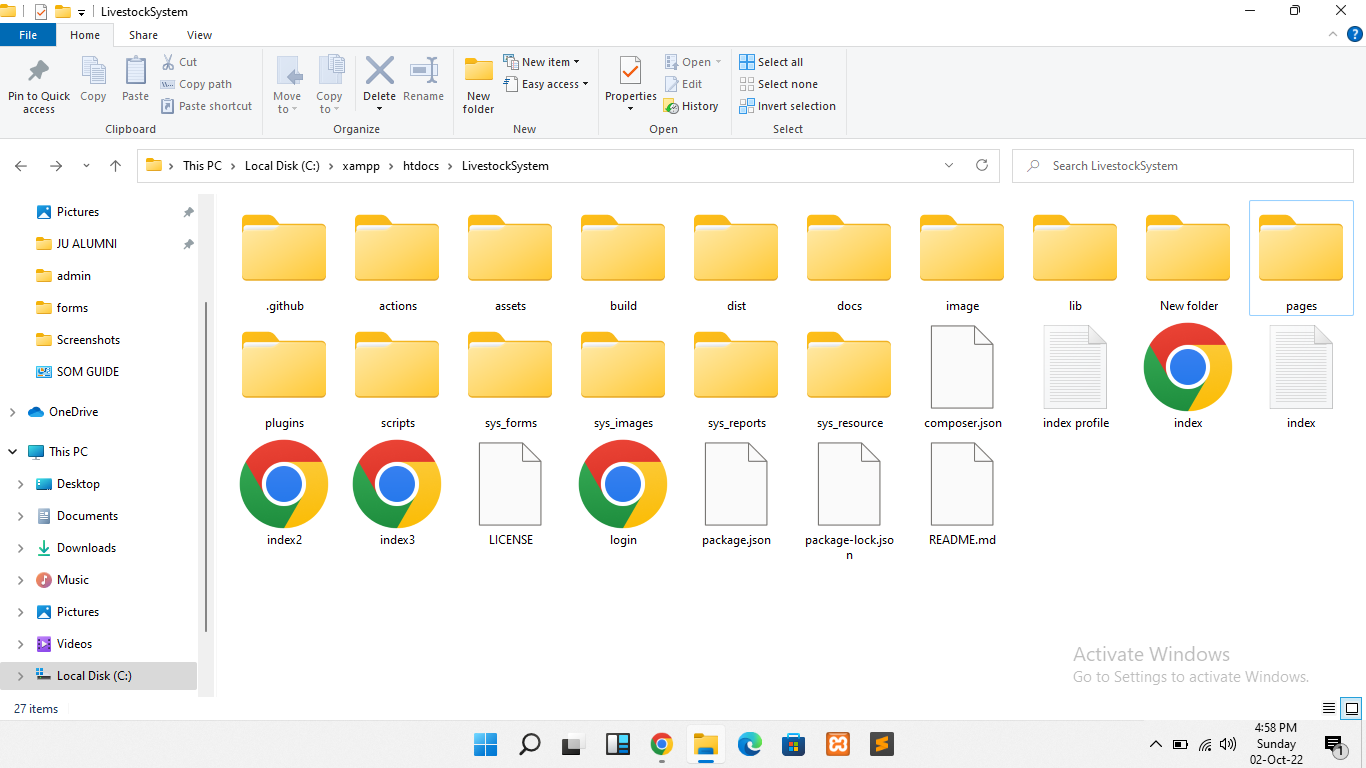 LivestockSystem
File Home Share View
Pin to Quick access
Copy
Paste
Cut
Copy path
Paste shortcut
Clipboard
Move to
Copy to
Delete
Rename
Organize
New folder
New item
Easy access
New
Properties
Open
Edit
History
Open
Select all
Select none
Invert selection
Select
This PC Local Disk (C:) xampp htdocs LivestockSystem
Search LivestockSystem
Pictures
JU ALUMNI
admin
forms
Screenshots
SOM GUIDE
OneDrive
This PC
Desktop
Documents
Downloads
Music
Pictures
Videos
Local Disk (C:)
.github actions assets build dist docs image lib New folder pages
plugins scripts sys_forms sys_images sys_reports sys_resource composer.json index profile index index
index2 index3 LICENSE login package.json package-lock.jso
n
README.md
Activate Windows
Go to Settings to activate Windows.
27 items
4:58 PM
Sunday
02-Oct-22
1